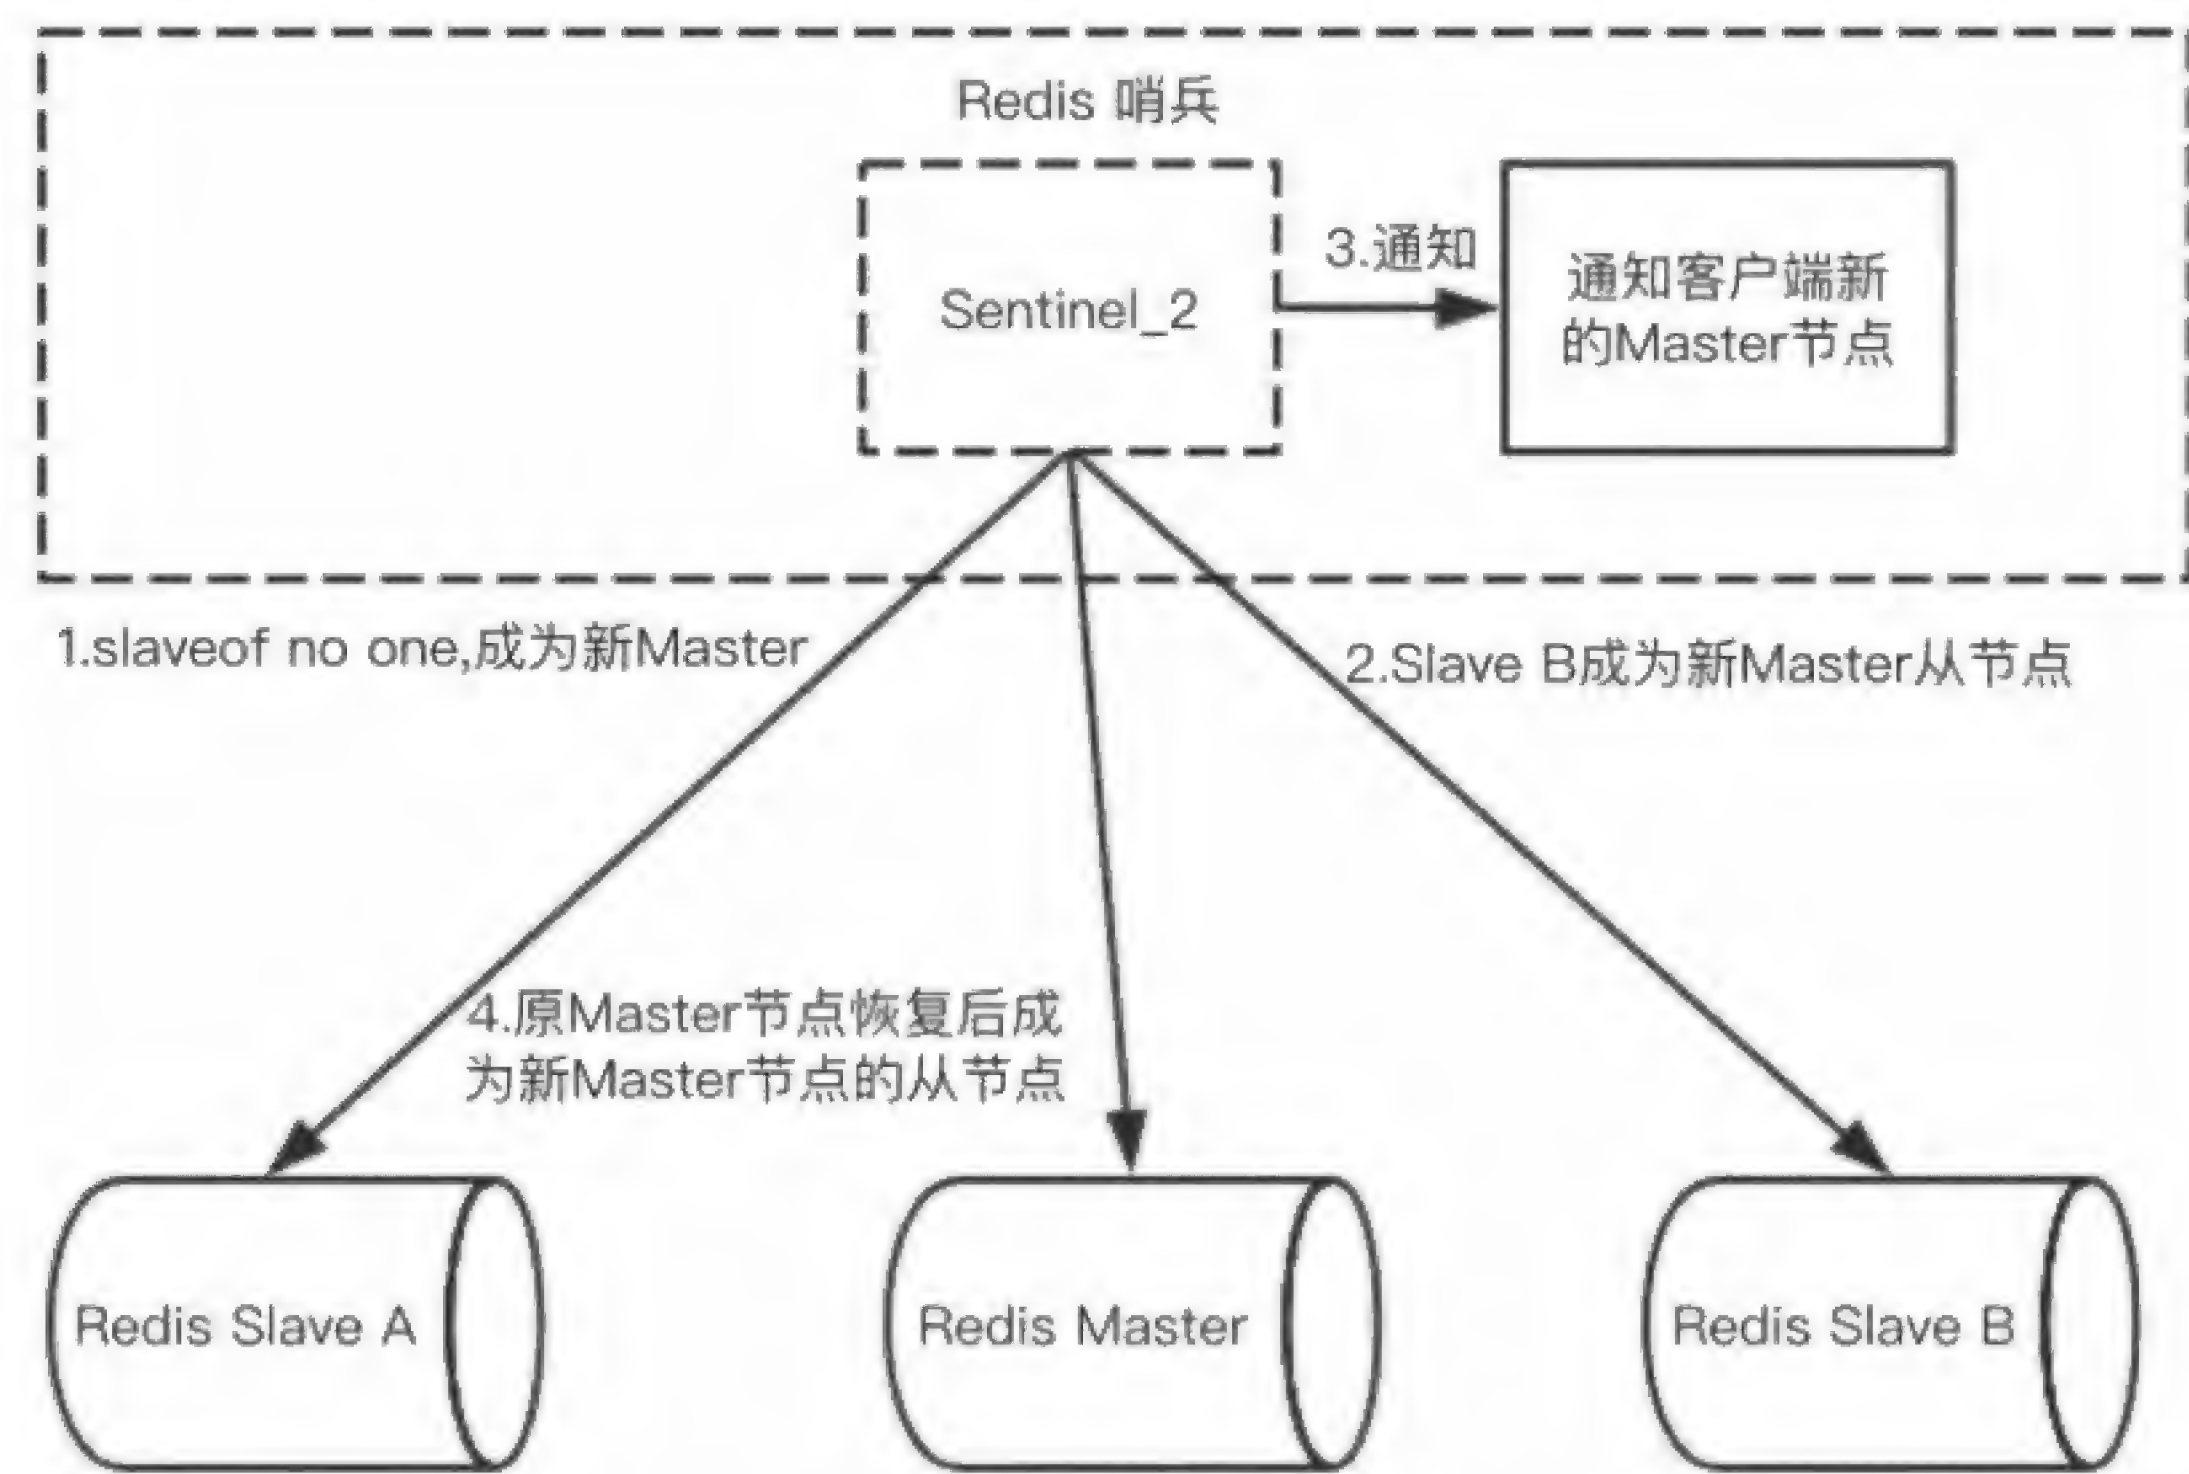 Redis 哨兵
3.通知
Sentinel_2
通知客户端新
的Master节点
1.slaveof no one,成为新Master
2.Slave B成为新Master从节点
4.原Master节点恢复后成
为新Master节点的从节点
Redis Slave A
Redis Master
Redis Slave B